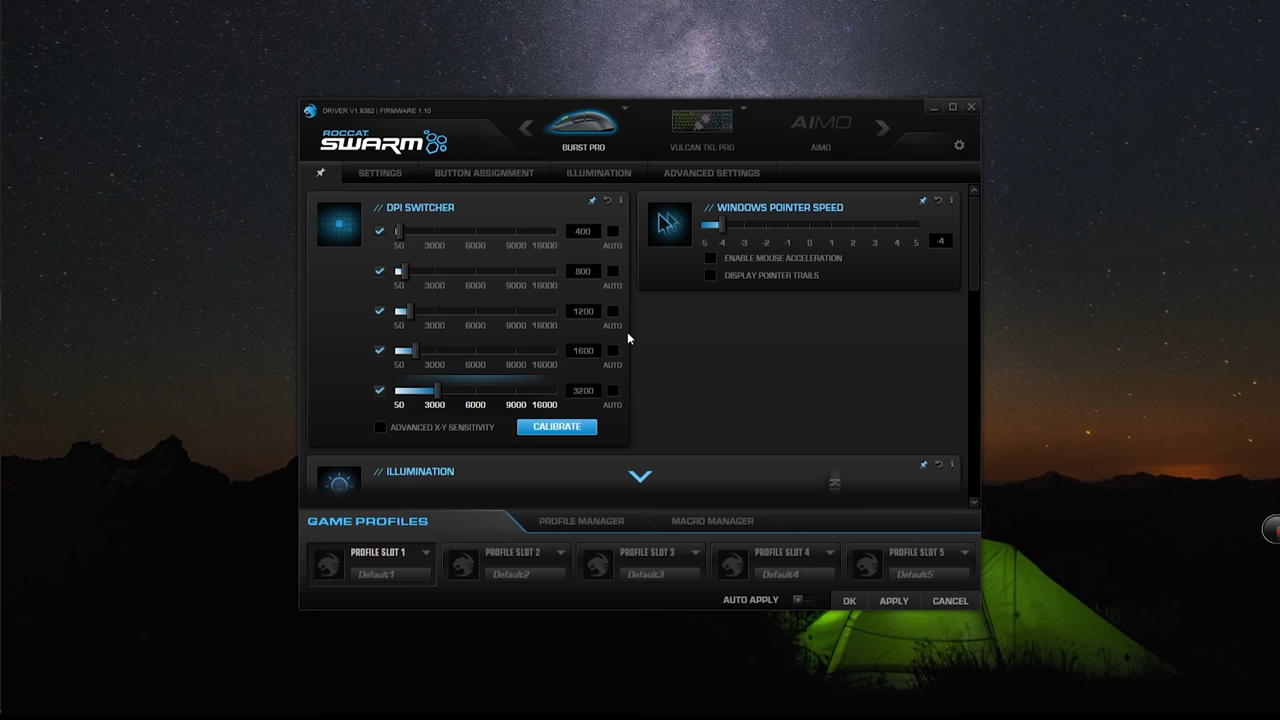 DRIVER V1.9382 | FIRMWARE 1.10
ROCCAT
SWARM
BURST PRO
VULCAN TKL PRO
AIMO
AIMO
SETTINGS
BUTTON ASSIGNMENT
ILLUMINATION
ADVANCED SETTINGS
// DPI SWITCHER
400
50 3000 6000 9000 16000 AUTO
800
50 3000 6000 9000 16000 AUTO
1200
50 3000 6000 9000 16000 AUTO
1600
50 3000 6000 9000 16000 AUTO
3200
50 3000 6000 9000 16000 AUTO
ADVANCED X-Y SENSITIVITY
CALIBRATE
// WINDOWS POINTER SPEED
-5 -4 -3 -2 -1 0 1 2 3 4 5 -4
ENABLE MOUSE ACCELERATION
DISPLAY POINTER TRAILS
// ILLUMINATION
GAME PROFILES
PROFILE MANAGER
MACRO MANAGER
PROFILE SLOT 1
Default1
PROFILE SLOT 2
Default2
PROFILE SLOT 3
Default3
PROFILE SLOT 4
Default4
PROFILE SLOT 5
Default5
AUTO APPLY
OK
APPLY
CANCEL